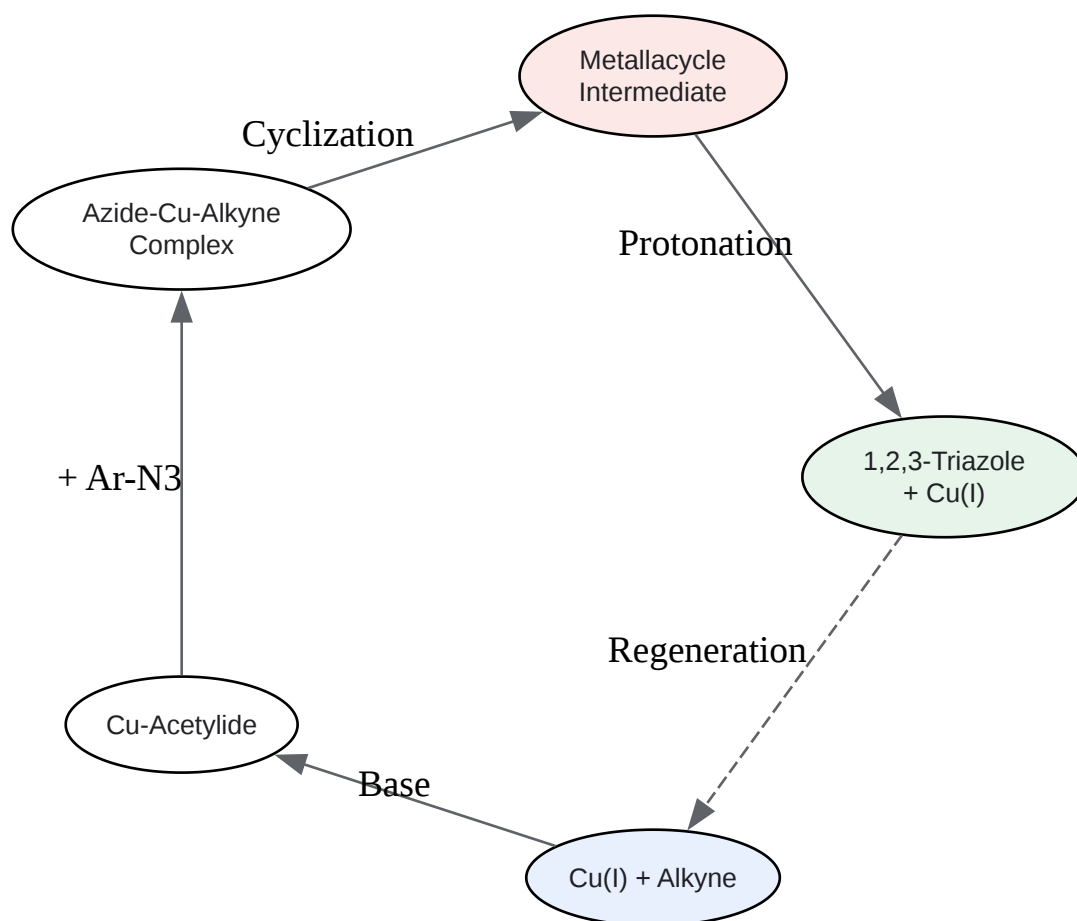 Metallacycle
Intermediate
Cyclization
Azide-Cu-Alkyne
Complex
Protonation
1,2,3-Triazole
+ Cu(I)
+ Ar-N3
Regeneration
Cu-Acetylide
Base
Cu(I) + Alkyne